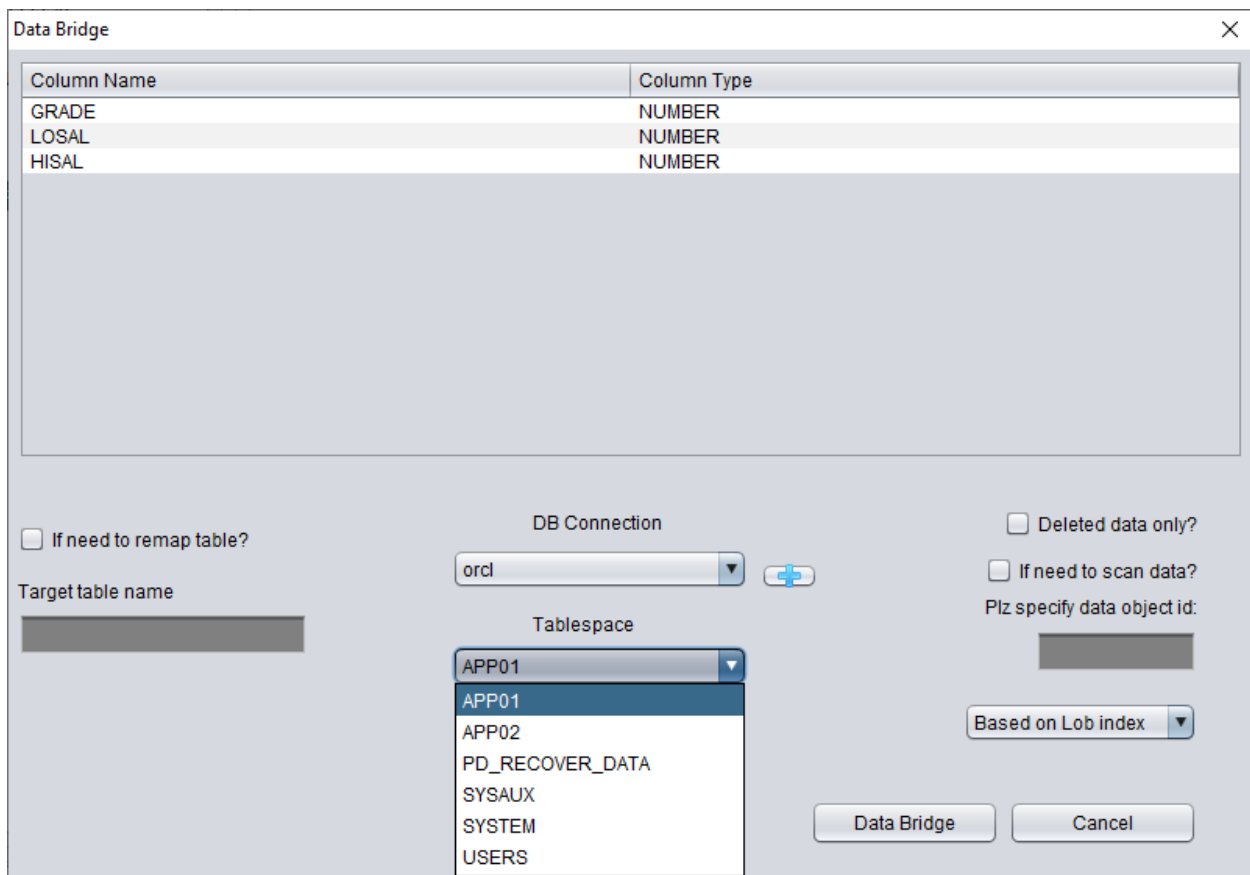 Data Bridge
Column Name Column Type
GRADE NUMBER
LOSAL NUMBER
HISAL NUMBER
If need to remap table?
Target table name
DB Connection
orcl
Tablespace
APP01
APP01
APP02
PD_RECOVER_DATA
SYSAUX
SYSTEM
USERS
Deleted data only?
If need to scan data?
Plz specify data object id:
Based on Lob index
Data Bridge Cancel